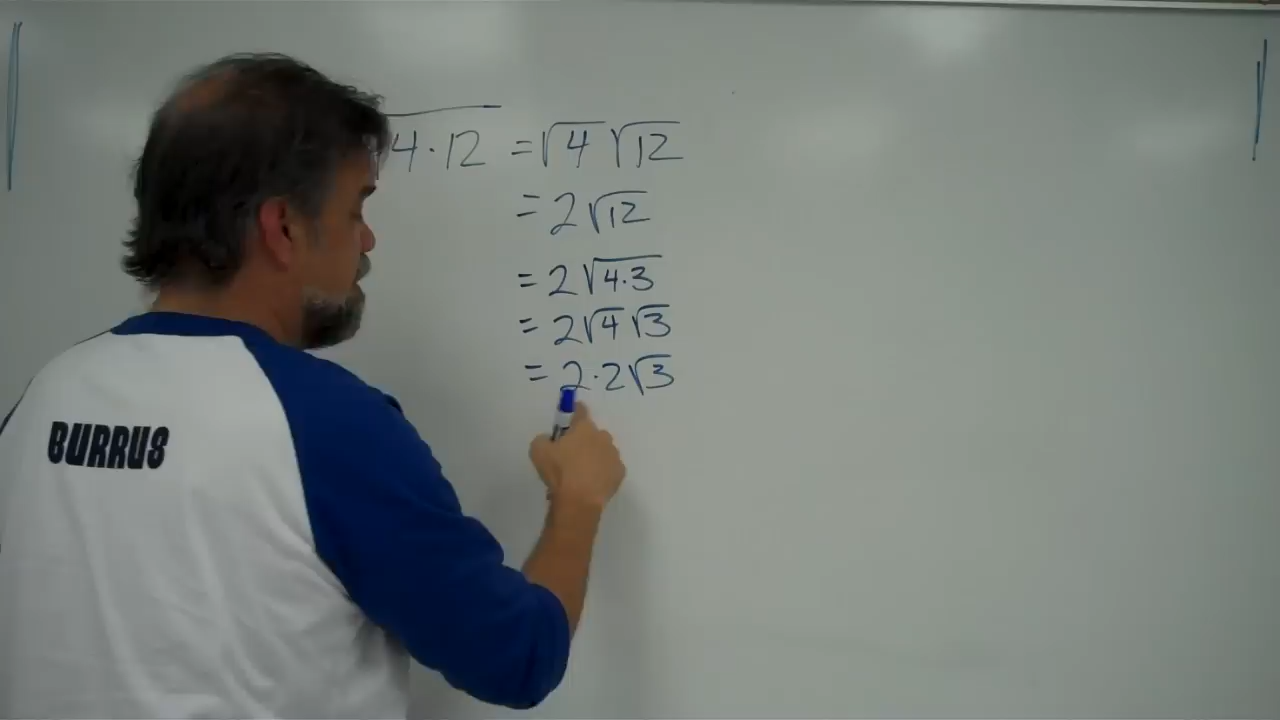 √4·12 = √4 √12
= 2√12
= 2√4·3
= 2√4 √3
= 2·2√3
BURRUS